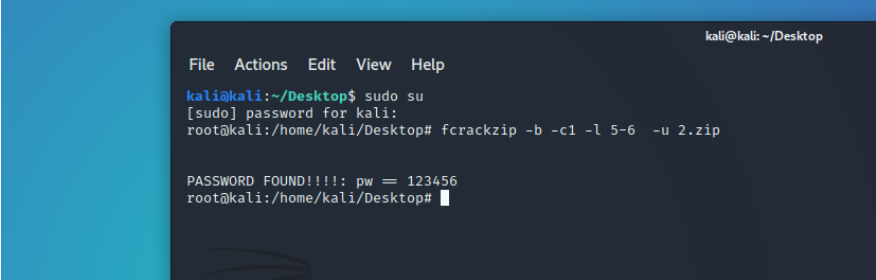 kali@kali: ~/Desktop
File Actions Edit View Help
kali@kali:~/Desktop$ sudo su
[sudo] password for kali:
root@kali:/home/kali/Desktop# fcrackzip -b -c1 -l 5-6  -u 2.zip
PASSWORD FOUND!!!!: pw == 123456
root@kali:/home/kali/Desktop#